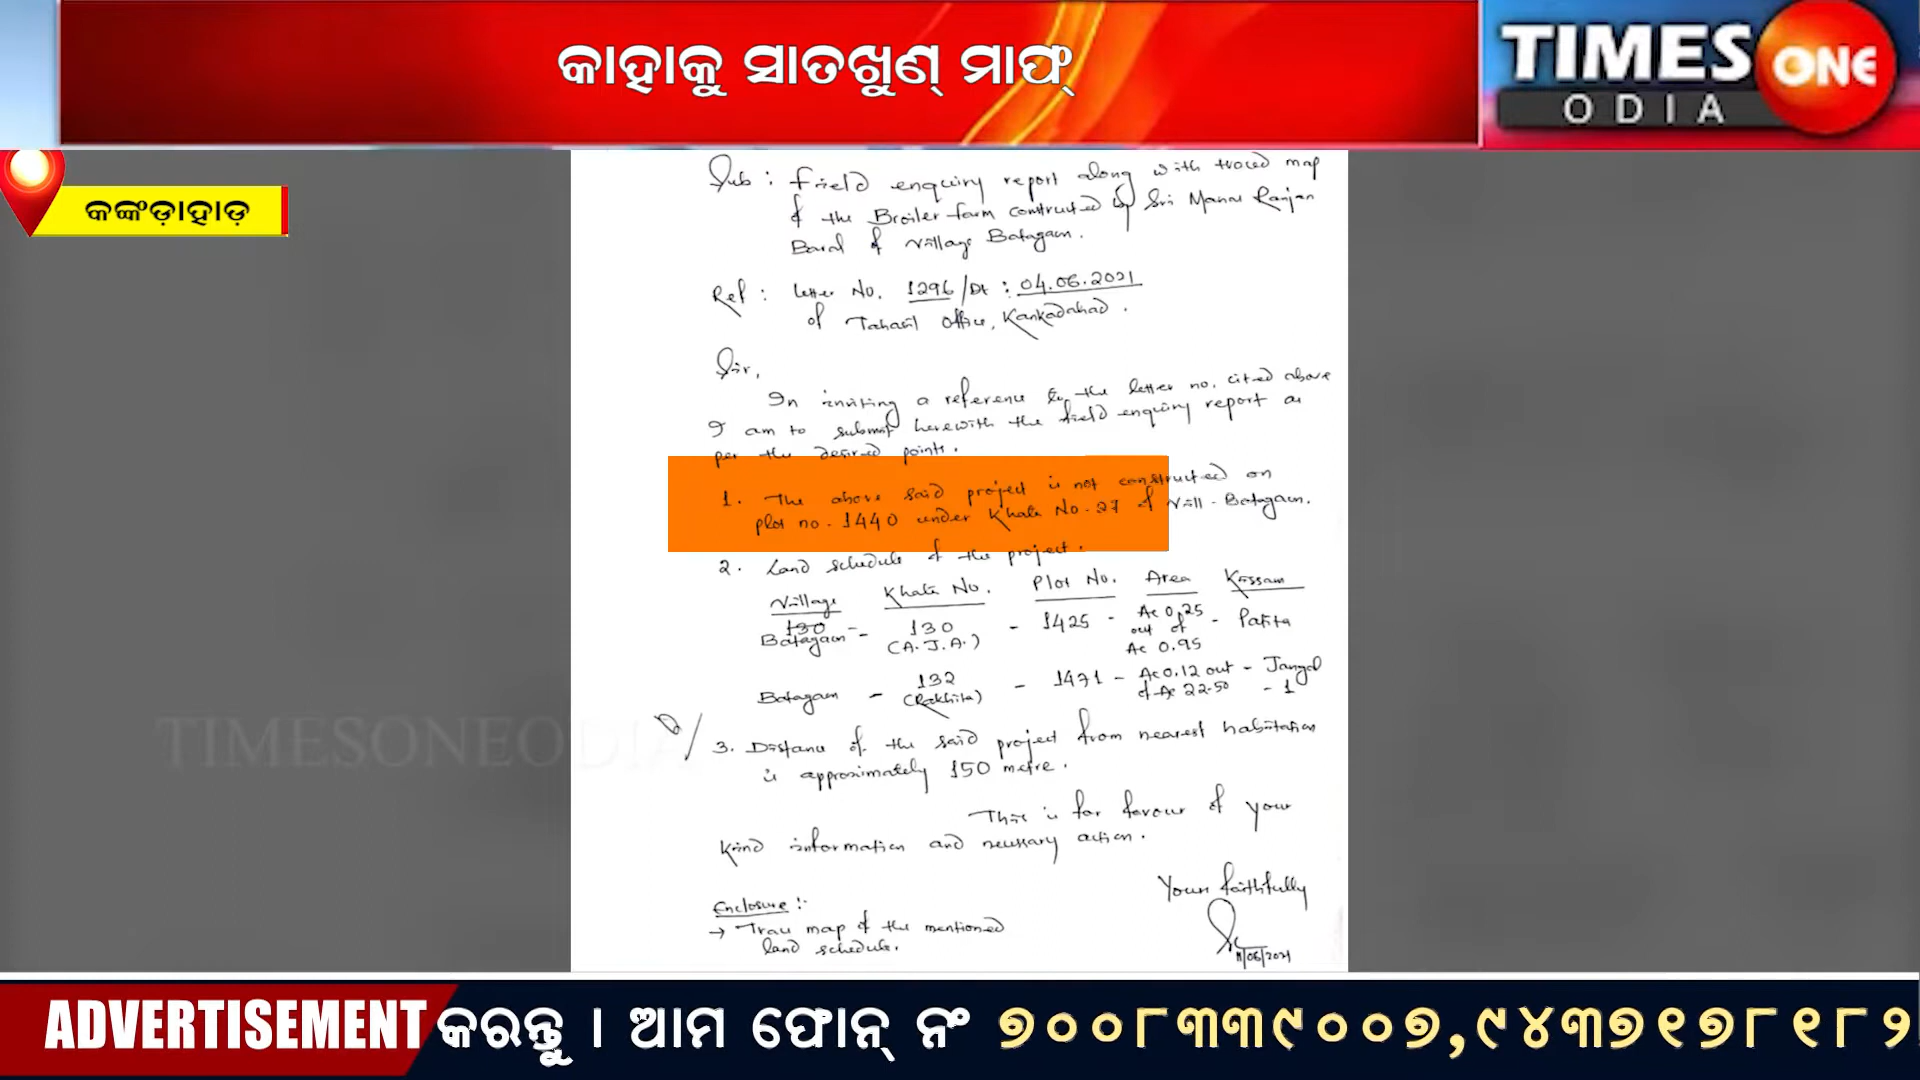 କାହାକୁ ସାତଖୁଣ୍ ମାଫ୍
TIMES ONE
ODIA
କଙ୍କଡ଼ାହାଡ଼
Sub : Field enquiry report along with traced map
of the Broiler farm constructed by Sri Manas Ranjan
Baral of Village Batagaon.
Ref : Letter No. 1296/Dt : 04.06.2021
of Tahasil Office, Kankadahad.
Sir,
In inviting a reference to the letter no. cited above
I am to submit herewith the field enquiry report as
per the desired points.
1. The above said project is not constructed on
plot no. 1440 under Khata No. 27 of Vill - Batagaon.
2. Land schedule of the project.
Village Khata No. Plot No. Area Kissam
Batagaon - 130 (A.J.A.) - 1425 - Ac 0.25 out of Ac 0.95 - Patita
Batagaon - 132 (Rakhita) - 1471 - Ac 0.12 out of Ac 22.50 - Jangal - 1
3. Distance of the said project from nearest habitation
is approximately 150 metre.
This is for favour of your
kind information and necessary action.
Yours faithfully
11/06/2021
Enclosure :-
→ Trace map of the mentioned
land schedule.
TIMESONEODIA
ADVERTISEMENT କରନ୍ତୁ । ଆମ ଫୋନ୍ ନଂ ୭୦୦୮୩୩୯୦୦୭,୯୪୩୭୧୭୮୧୮୨